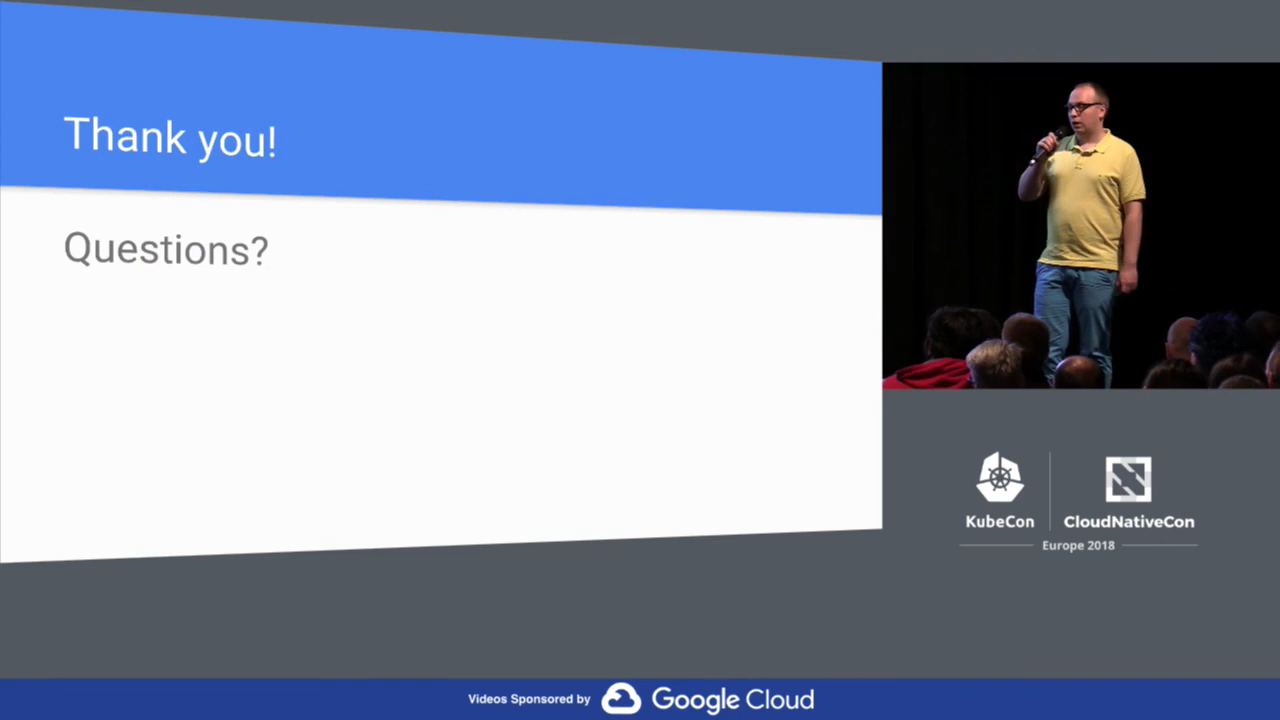 Thank you!
Questions?
KubeCon
CloudNativeCon
Europe 2018
Videos Sponsored by Google Cloud